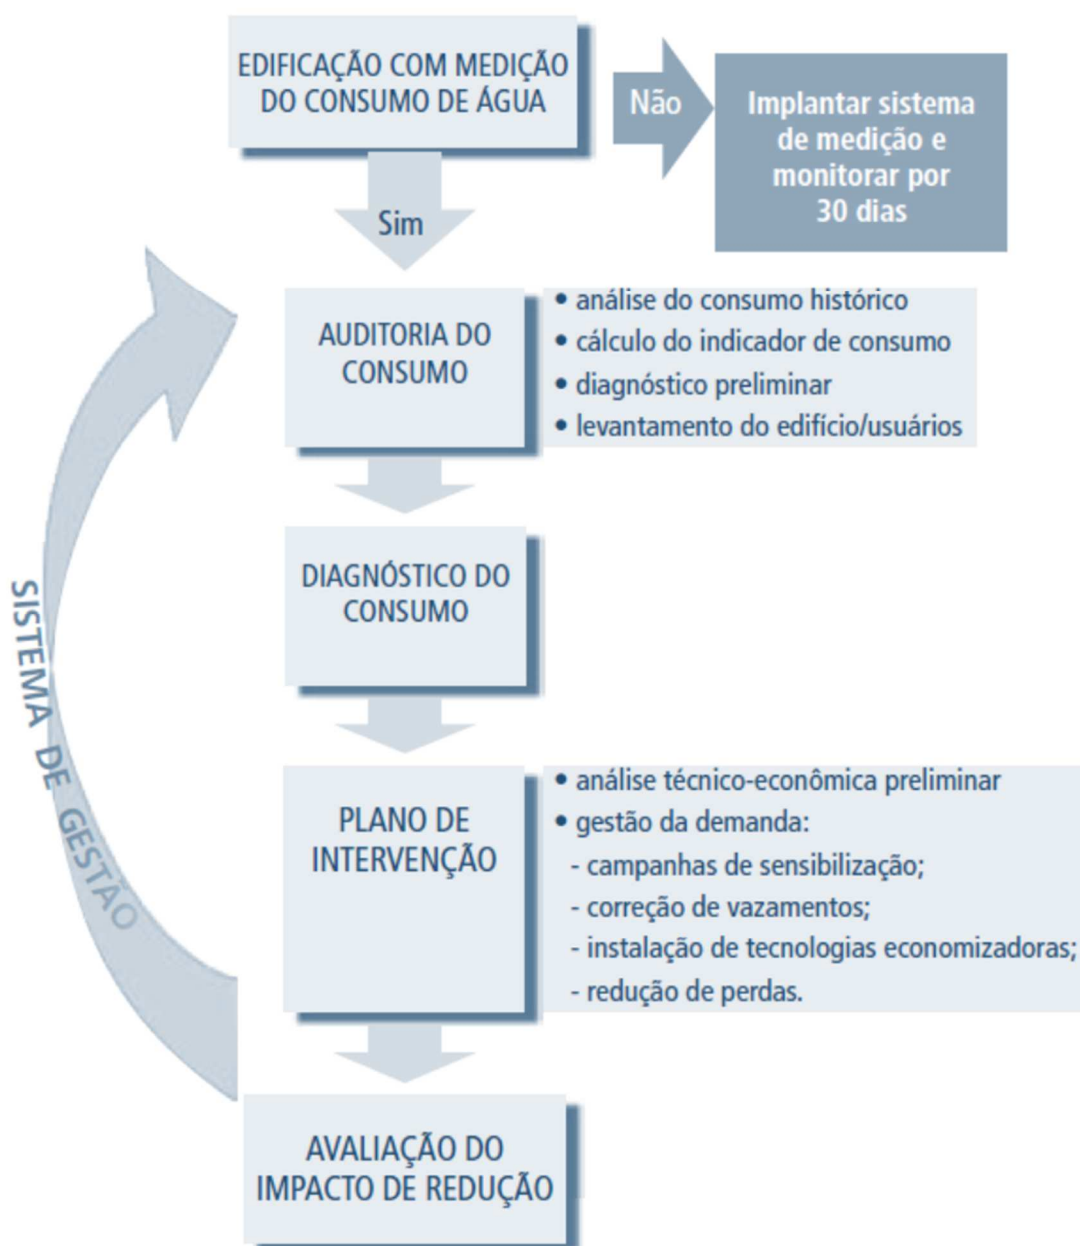 EDIFICAÇÃO COM MEDIÇÃO
DO CONSUMO DE ÁGUA
Não
Implantar sistema
de medição e
monitorar por
30 dias
Sim
AUDITORIA DO
CONSUMO
• análise do consumo histórico
• cálculo do indicador de consumo
• diagnóstico preliminar
• levantamento do edifício/usuários
DIAGNÓSTICO DO
CONSUMO
SISTEMA DE GESTÃO
PLANO DE
INTERVENÇÃO
• análise técnico-econômica preliminar
• gestão da demanda:
- campanhas de sensibilização;
- correção de vazamentos;
- instalação de tecnologias economizadoras;
- redução de perdas.
AVALIAÇÃO DO
IMPACTO DE REDUÇÃO